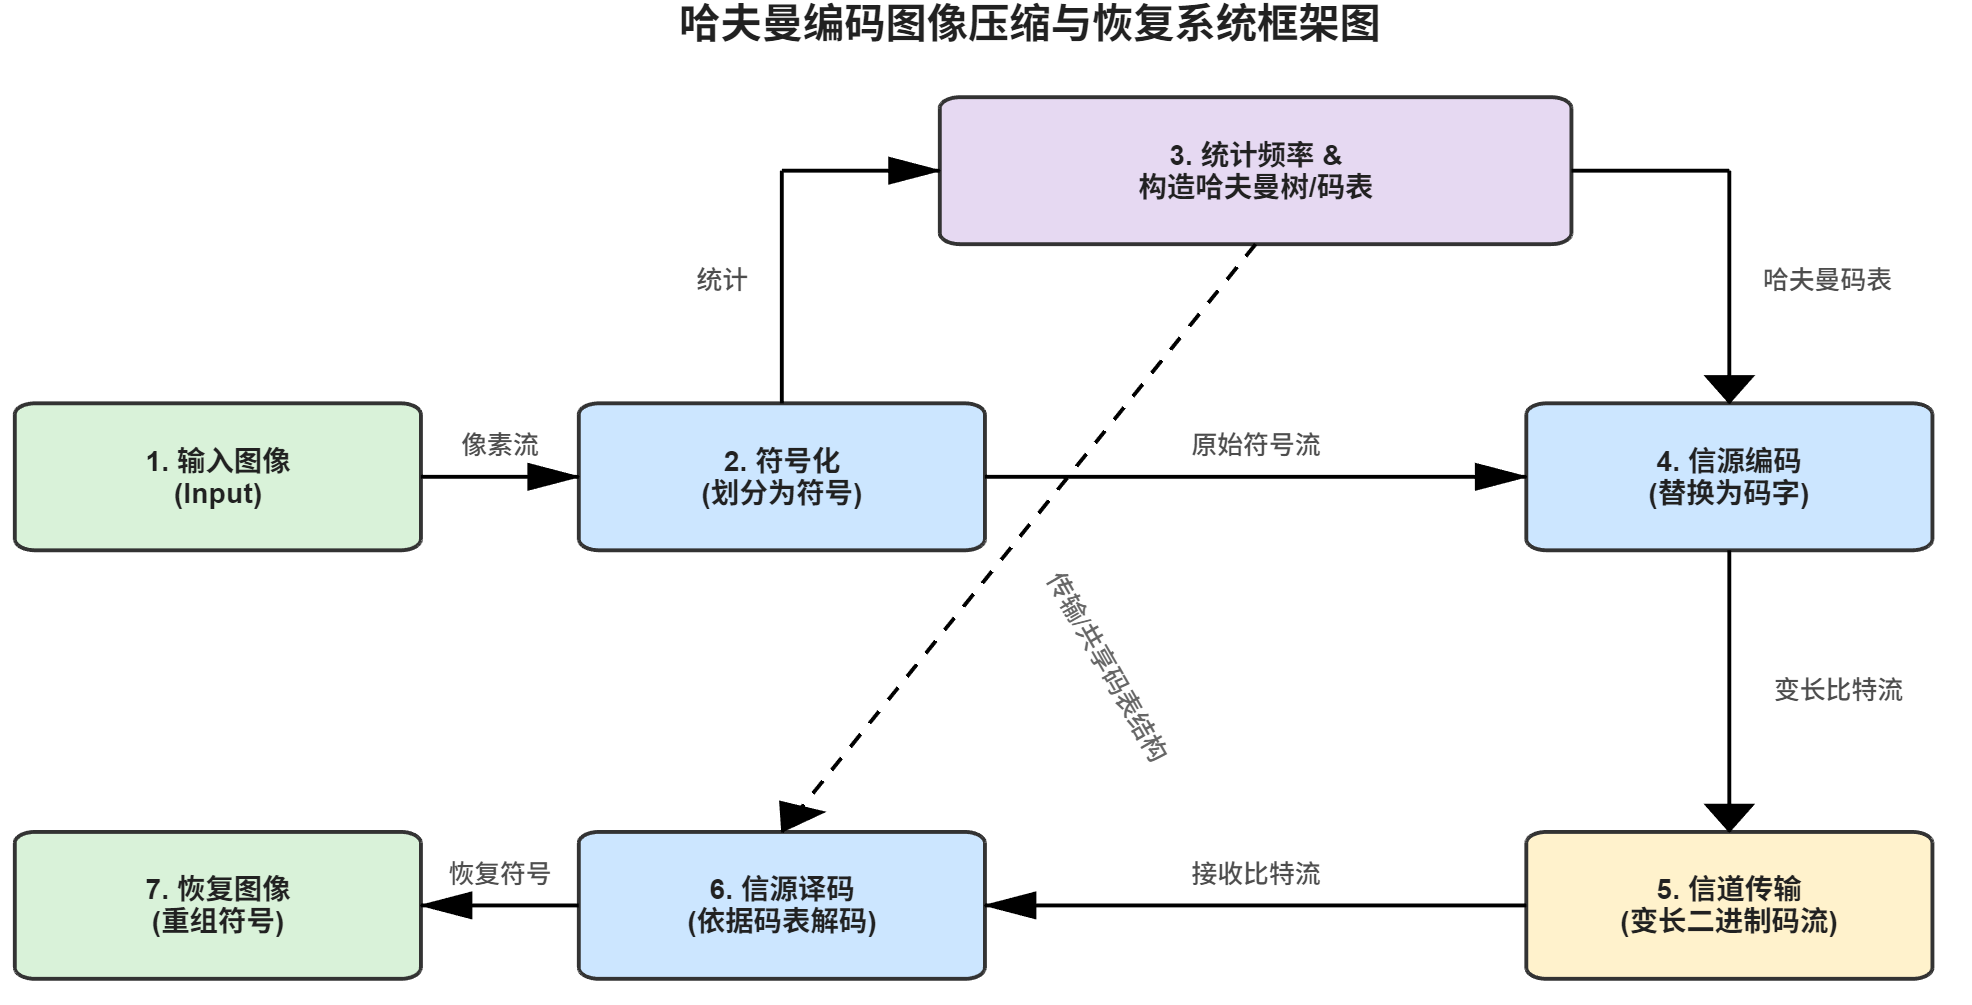 哈夫曼编码图像压缩与恢复系统框架图
3. 统计频率 &
构造哈夫曼树/码表
统计
哈夫曼码表
1. 输入图像
(Input)
像素流
2. 符号化
(划分为符号)
原始符号流
4. 信源编码
(替换为码字)
传输/共享码表结构
变长比特流
7. 恢复图像
(重组符号)
恢复符号
6. 信源译码
(依据码表解码)
接收比特流
5. 信道传输
(变长二进制码流)